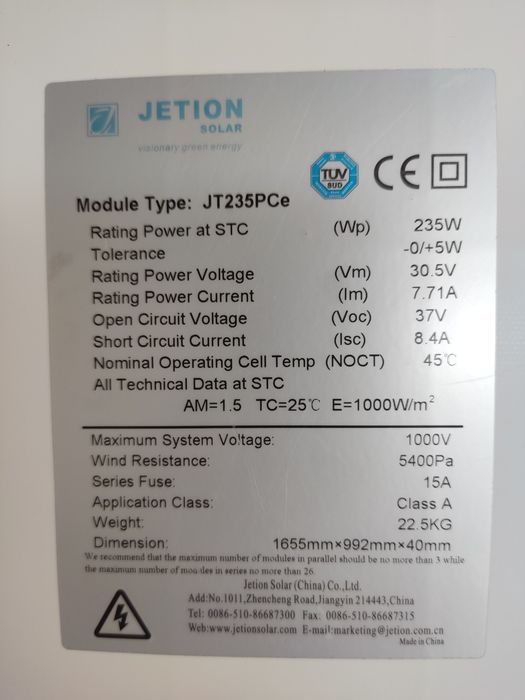 JETION
SOLAR
visionary green energy
TÜV
SUD
CE
Module Type: JT235PCe
Rating Power at STC (Wp) 235W
Tolerance -0/+5W
Rating Power Voltage (Vm) 30.5V
Rating Power Current (Im) 7.71A
Open Circuit Voltage (Voc) 37V
Short Circuit Current (Isc) 8.4A
Nominal Operating Cell Temp (NOCT) 45℃
All Technical Data at STC
AM=1.5 TC=25℃ E=1000W/m²
Maximum System Voltage: 1000V
Wind Resistance: 5400Pa
Series Fuse: 15A
Application Class: Class A
Weight: 22.5KG
Dimension: 1655mm×992mm×40mm
We recommend that the maximum number of modules in parallel should be no more than 3 while
the maximum number of mou des in series no more than 26.
Jetion Solar (China) Co.,Ltd.
Add:No.1011,Zhencheng Road,Jiangyin 214443,China
Tel: 0086-510-86687300 Fax: 0086-510-86687315
Web:www.jetionsolar.com E-mail:marketing@jetion.com.cn
Made in China